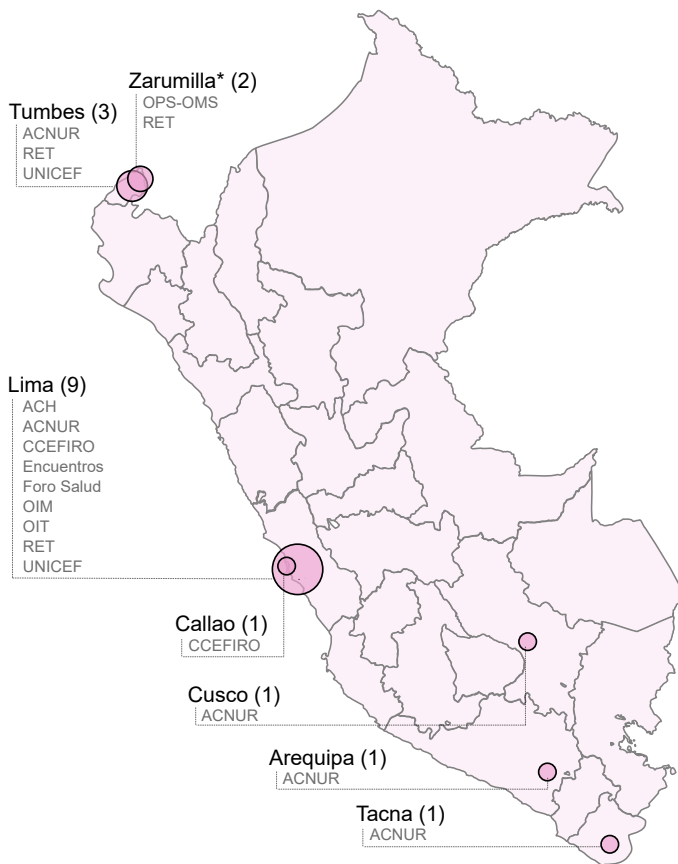 Zarumilla* (2)
OPS-OMS
RET
Tumbes (3)
ACNUR
RET
UNICEF
Lima (9)
ACH
ACNUR
CCEFIRO
Encuentros
Foro Salud
OIM
OIT
RET
UNICEF
Callao (1)
CCEFIRO
Cusco (1)
ACNUR
Arequipa (1)
ACNUR
Tacna (1)
ACNUR